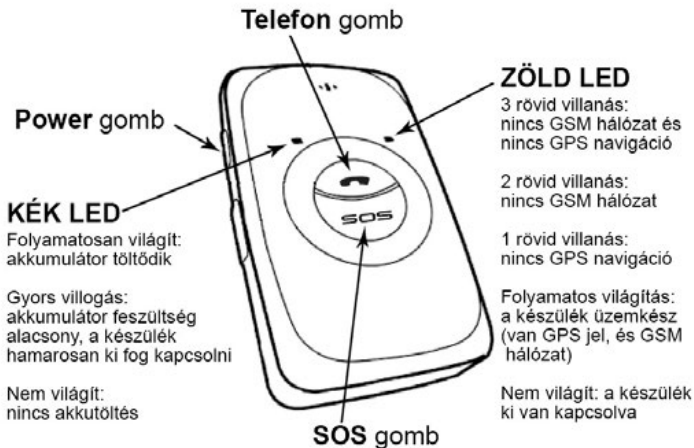 Telefon gomb
Power gomb
KÉK LED
Folyamatosan világít:
akkumulátor töltődik
Gyors villogás:
akkumulátor feszültség
alacsony, a készülék
hamarosan ki fog kapcsolni
Nem világít:
nincs akkutöltés
SOS
SOS gomb
ZÖLD LED
3 rövid villanás:
nincs GSM hálózat és
nincs GPS navigáció
2 rövid villanás:
nincs GSM hálózat
1 rövid villanás:
nincs GPS navigáció
Folyamatos világítás:
a készülék üzemkész
(van GPS jel, és GSM
hálózat)
Nem világít: a készülék
ki van kapcsolva